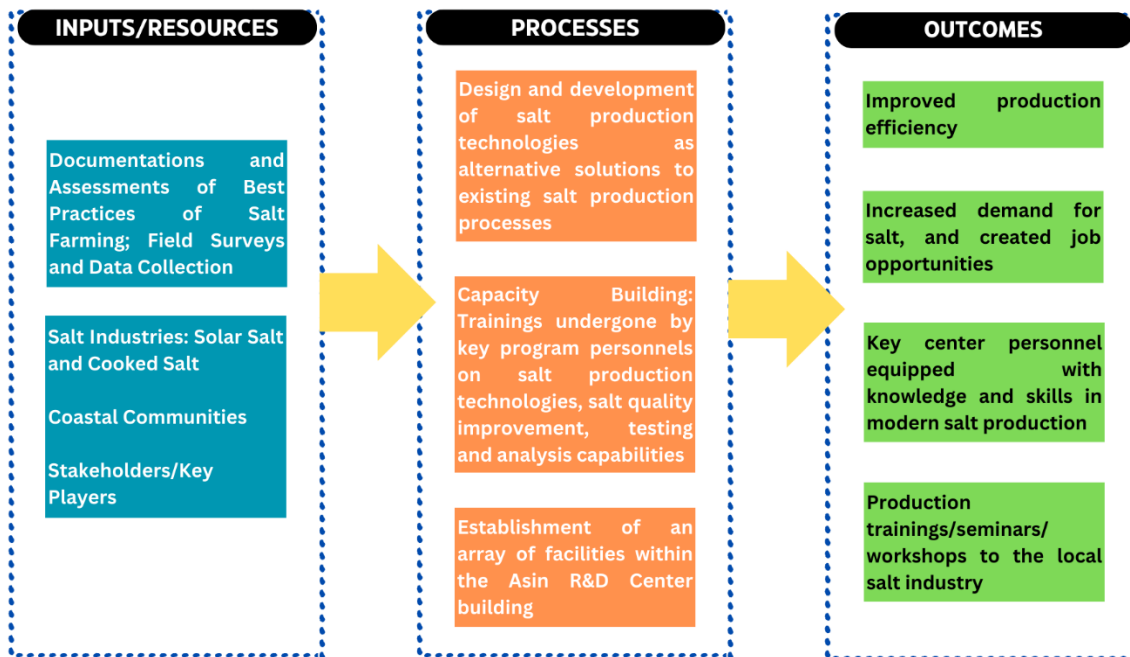 INPUTS/RESOURCES
Documentations and
Assessments of Best
Practices of Salt
Farming; Field Surveys
and Data Collection
Salt Industries: Solar Salt
and Cooked Salt
Coastal Communities
Stakeholders/Key
Players
PROCESSES
Design and development
of salt production
technologies as
alternative solutions to
existing salt production
processes
Capacity Building:
Trainings undergone by
key program personnels
on salt production
technologies, salt quality
improvement, testing
and analysis capabilities
Establishment of an
array of facilities within
the Asin R&D Center
building
OUTCOMES
Improved production
efficiency
Increased demand for
salt, and created job
opportunities
Key center personnel
equipped with
knowledge and skills in
modern salt production
Production
trainings/seminars/
workshops to the local
salt industry